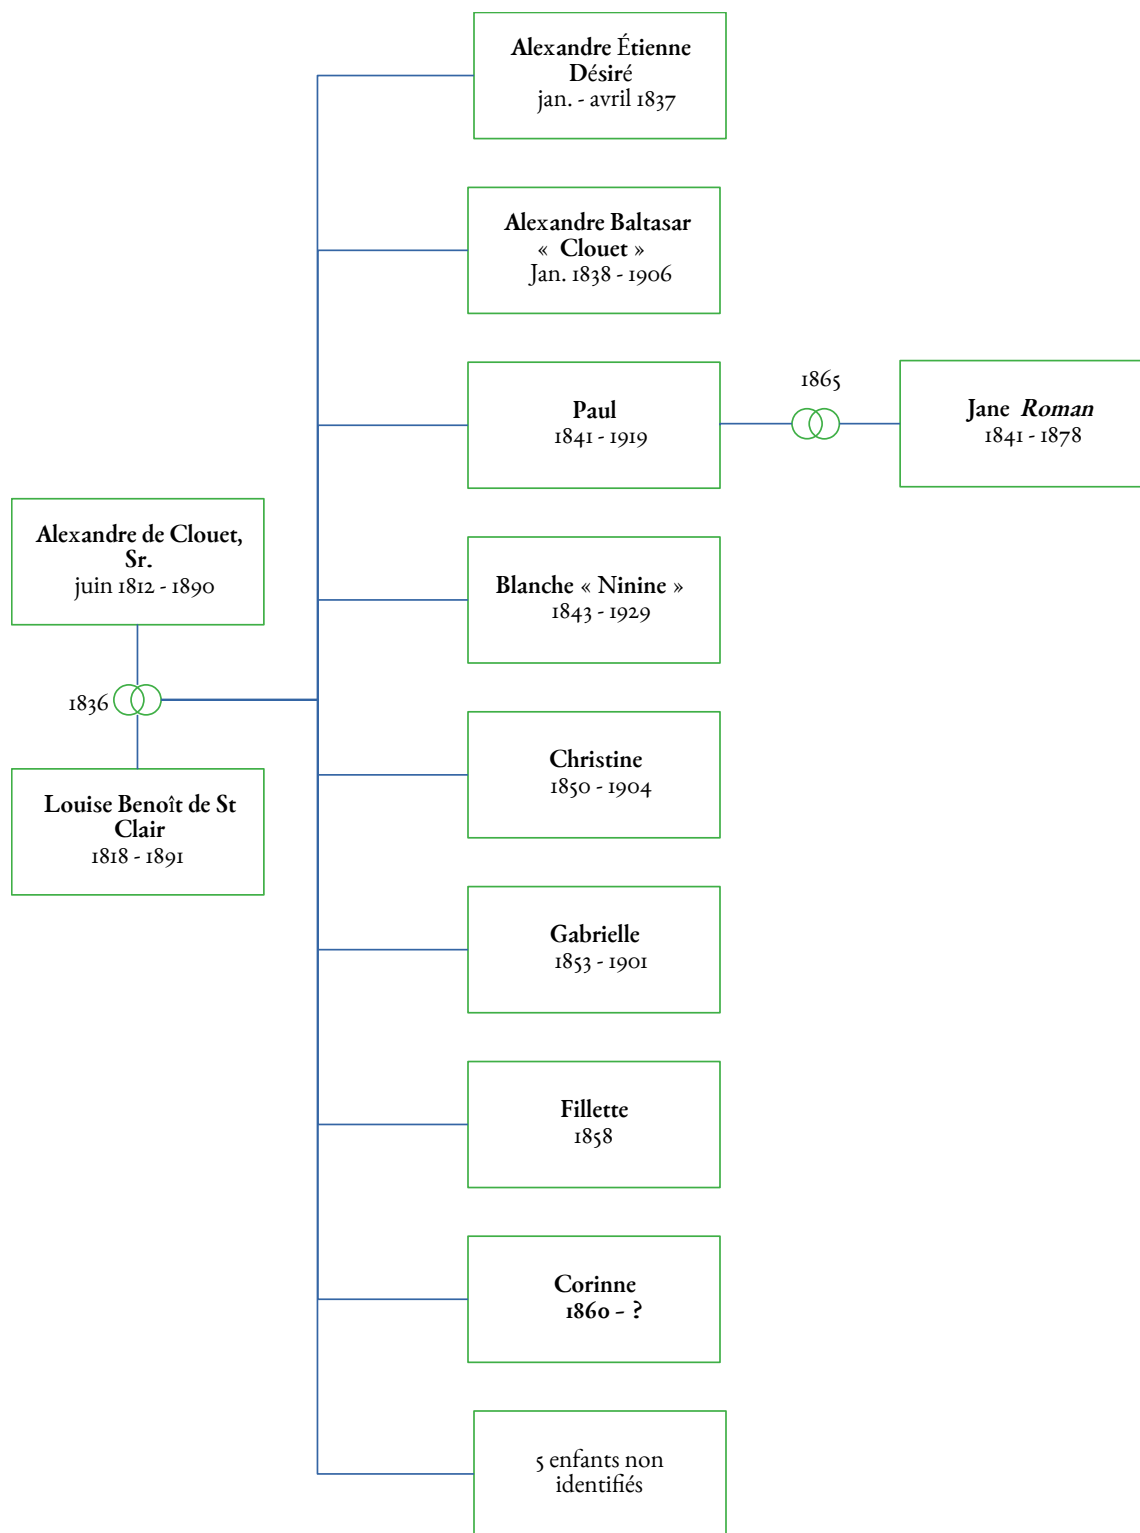 Alexandre Étienne
Désiré
jan. - avril 1837
Alexandre Baltasar
« Clouet »
Jan. 1838 - 1906
Paul
1841 - 1919
1865
Jane Roman
1841 - 1878
Alexandre de Clouet,
Sr.
juin 1812 - 1890
Blanche « Ninine »
1843 - 1929
1836
Christine
1850 - 1904
Louise Benoît de St
Clair
1818 - 1891
Gabrielle
1853 - 1901
Fillette
1858
Corinne
1860 - ?
5 enfants non
identifiés